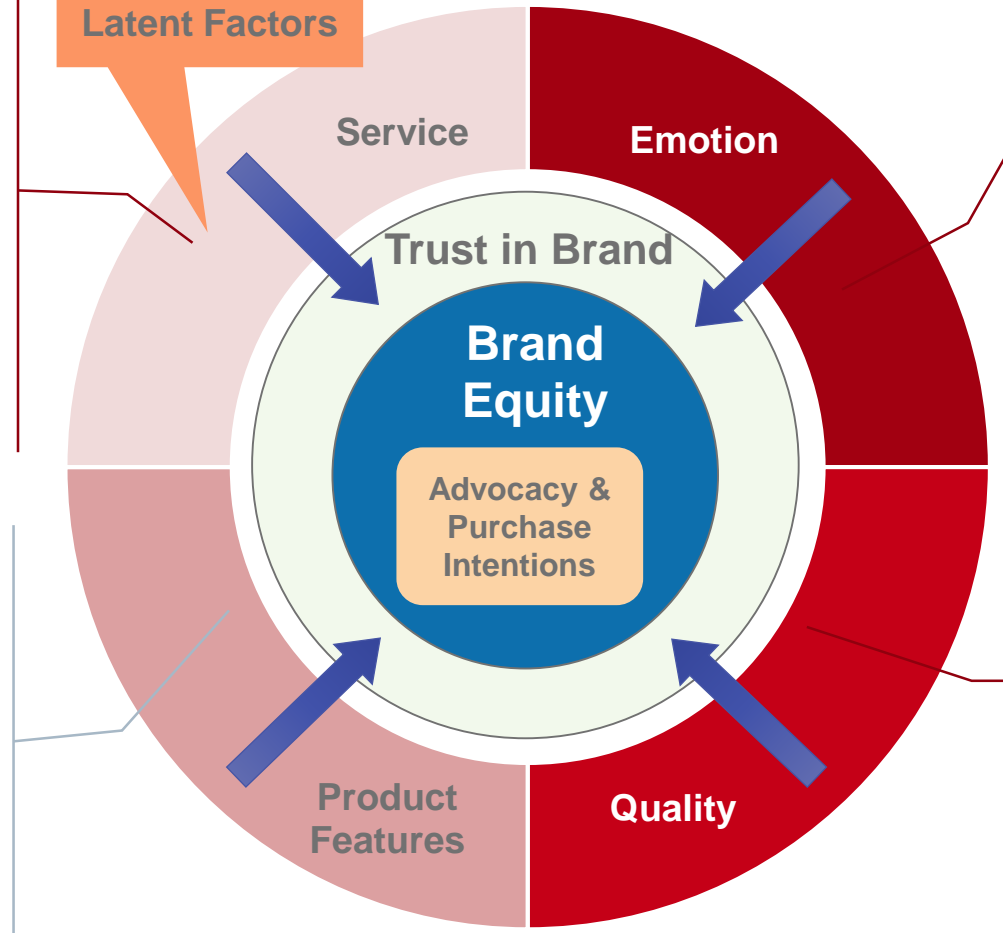 Latent Factors
Service
Emotion
Trust in Brand
Brand
Equity
Advocacy &
Purchase
Intentions
Product
Features
Quality